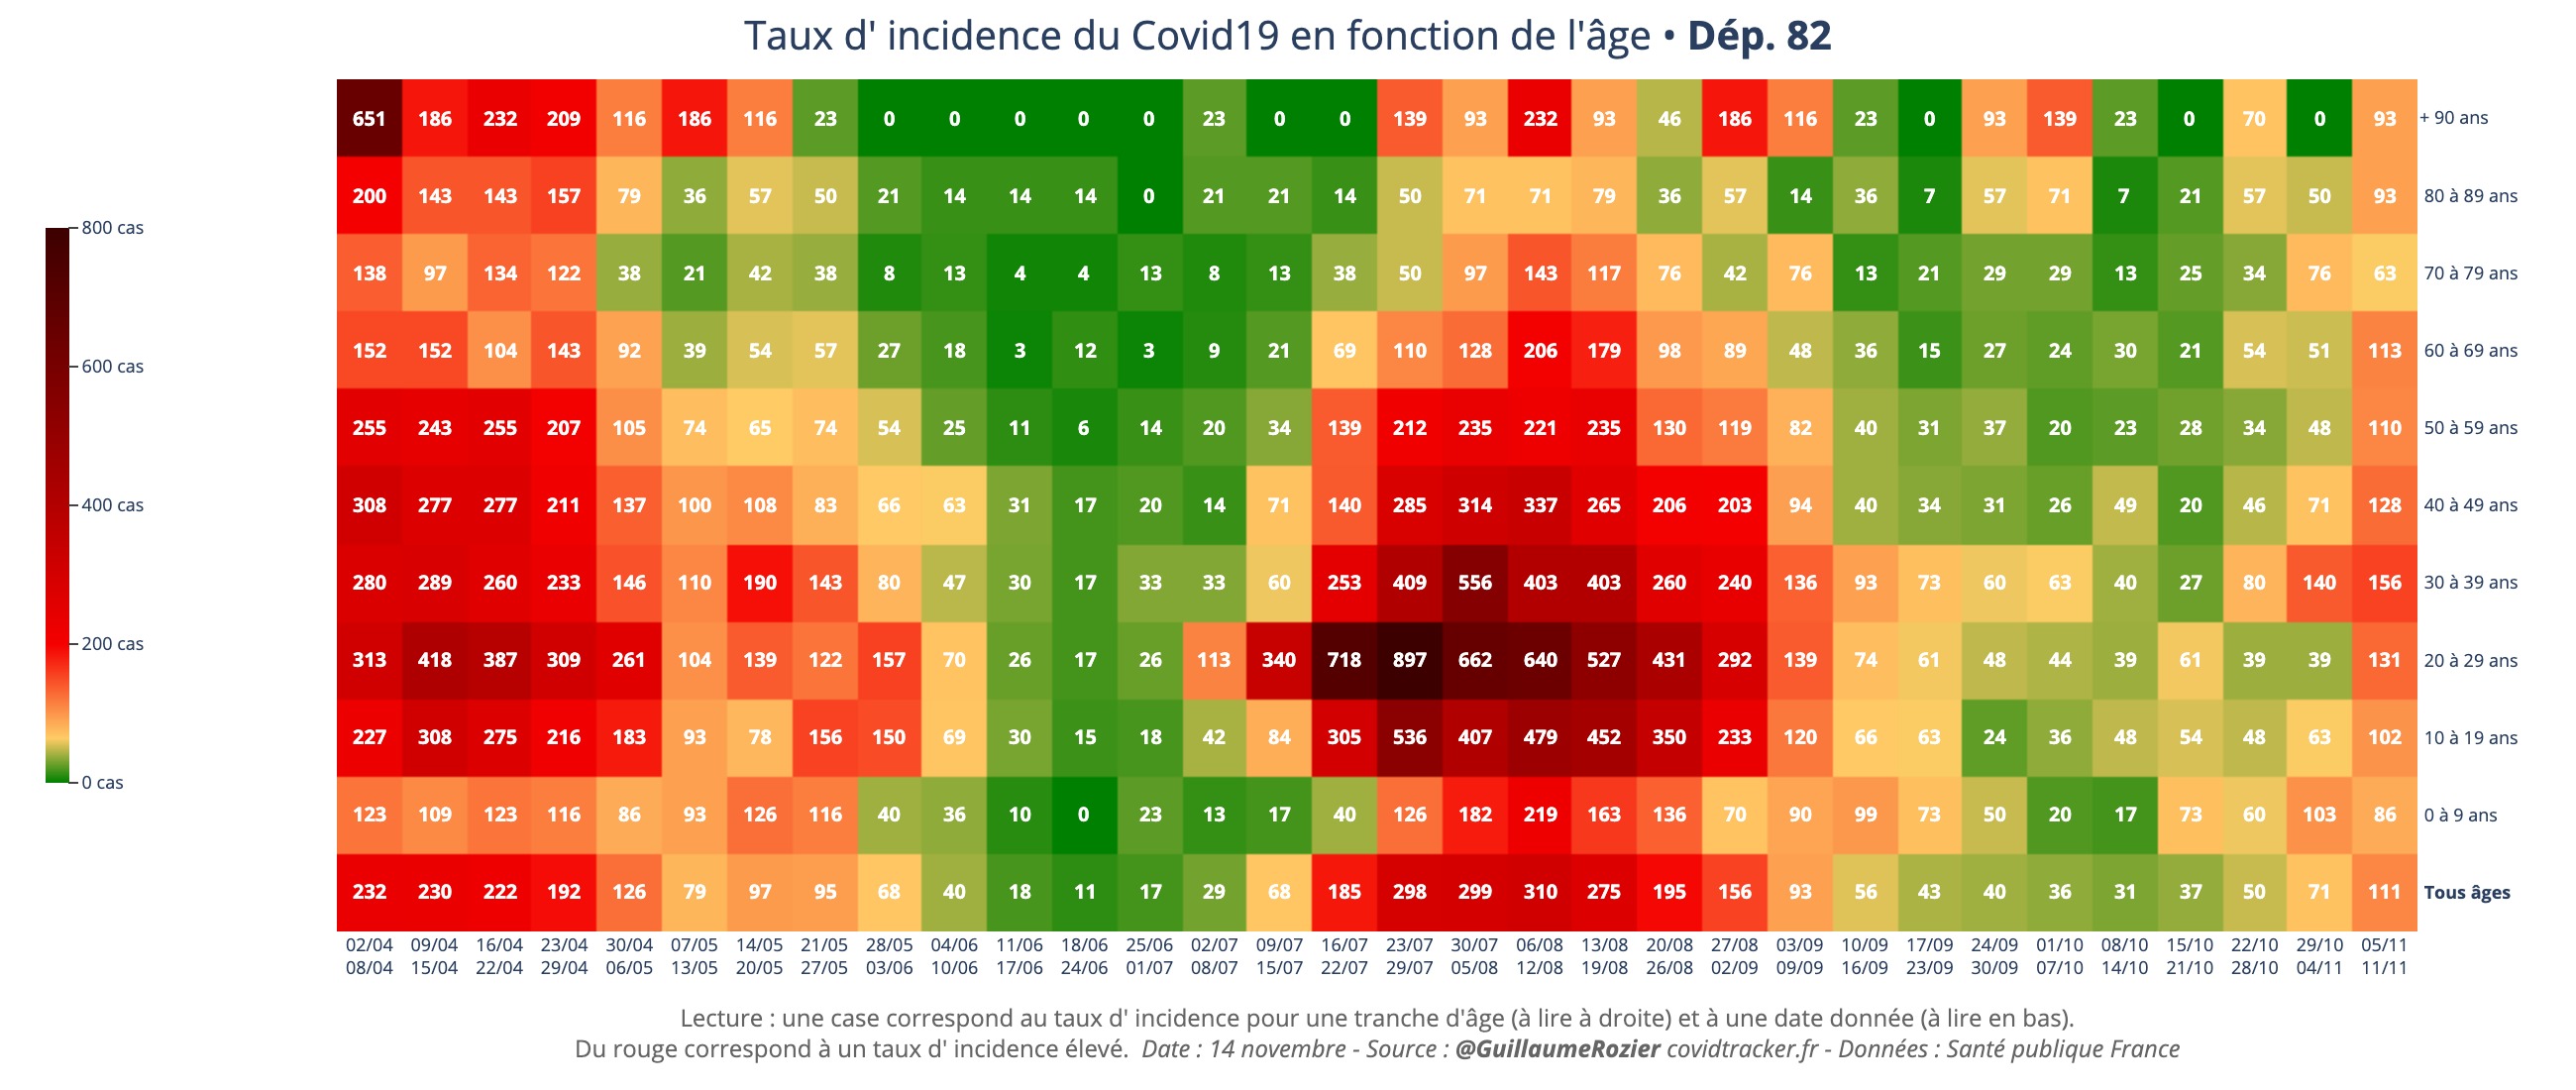 Taux d' incidence du Covid19 en fonction de l'âge • Dép. 82
651 186 232 209 116 186 116 23 0 0 0 0 0 23 0 0 139 93 232 93 46 186 116 23 0 93 139 23 0 70 0 93 + 90 ans
200 143 143 157 79 36 57 50 21 14 14 14 0 21 21 14 50 71 71 79 36 57 14 36 7 57 71 7 21 57 50 93 80 à 89 ans
138 97 134 122 38 21 42 38 8 13 4 4 13 8 13 38 50 97 143 117 76 42 76 13 21 29 29 13 25 34 76 63 70 à 79 ans
152 152 104 143 92 39 54 57 27 18 3 12 3 9 21 69 110 128 206 179 98 89 48 36 15 27 24 30 21 54 51 113 60 à 69 ans
255 243 255 207 105 74 65 74 54 25 11 6 14 20 34 139 212 235 221 235 130 119 82 40 31 37 20 23 28 34 48 110 50 à 59 ans
308 277 277 211 137 100 108 83 66 63 31 17 20 14 71 140 285 314 337 265 206 203 94 40 34 31 26 49 20 46 71 128 40 à 49 ans
280 289 260 233 146 110 190 143 80 47 30 17 33 33 60 253 409 556 403 403 260 240 136 93 73 60 63 40 27 80 140 156 30 à 39 ans
313 418 387 309 261 104 139 122 157 70 26 17 26 113 340 718 897 662 640 527 431 292 139 74 61 48 44 39 61 39 39 131 20 à 29 ans
227 308 275 216 183 93 78 156 150 69 30 15 18 42 84 305 536 407 479 452 350 233 120 66 63 24 36 48 54 48 63 102 10 à 19 ans
123 109 123 116 86 93 126 116 40 36 10 0 23 13 17 40 126 182 219 163 136 70 90 99 73 50 20 17 73 60 103 86 0 à 9 ans
232 230 222 192 126 79 97 95 68 40 18 11 17 29 68 185 298 299 310 275 195 156 93 56 43 40 36 31 37 50 71 111 Tous âges
02/04 09/04 16/04 23/04 30/04 07/05 14/05 21/05 28/05 04/06 11/06 18/06 25/06 02/07 09/07 16/07 23/07 30/07 06/08 13/08 20/08 27/08 03/09 10/09 17/09 24/09 01/10 08/10 15/10 22/10 29/10 05/11
08/04 15/04 22/04 29/04 06/05 13/05 20/05 27/05 03/06 10/06 17/06 24/06 01/07 08/07 15/07 22/07 29/07 05/08 12/08 19/08 26/08 02/09 09/09 16/09 23/09 30/09 07/10 14/10 21/10 28/10 04/11 11/11
800 cas
600 cas
400 cas
200 cas
0 cas
Lecture : une case correspond au taux d' incidence pour une tranche d'âge (à lire à droite) et à une date donnée (à lire en bas).
Du rouge correspond à un taux d' incidence élevé. Date : 14 novembre - Source : @GuillaumeRozier covidtracker.fr - Données : Santé publique France